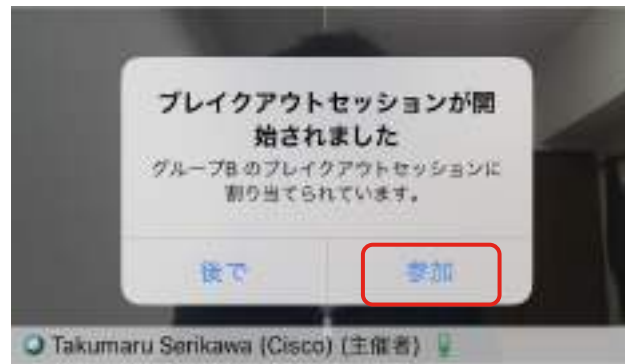 ブレイクアウトセッションが開
始されました
グループB のブレイクアウトセッションに
割り当てられています。
後で
参加
Takumaru Serikawa (Cisco) (主催者)